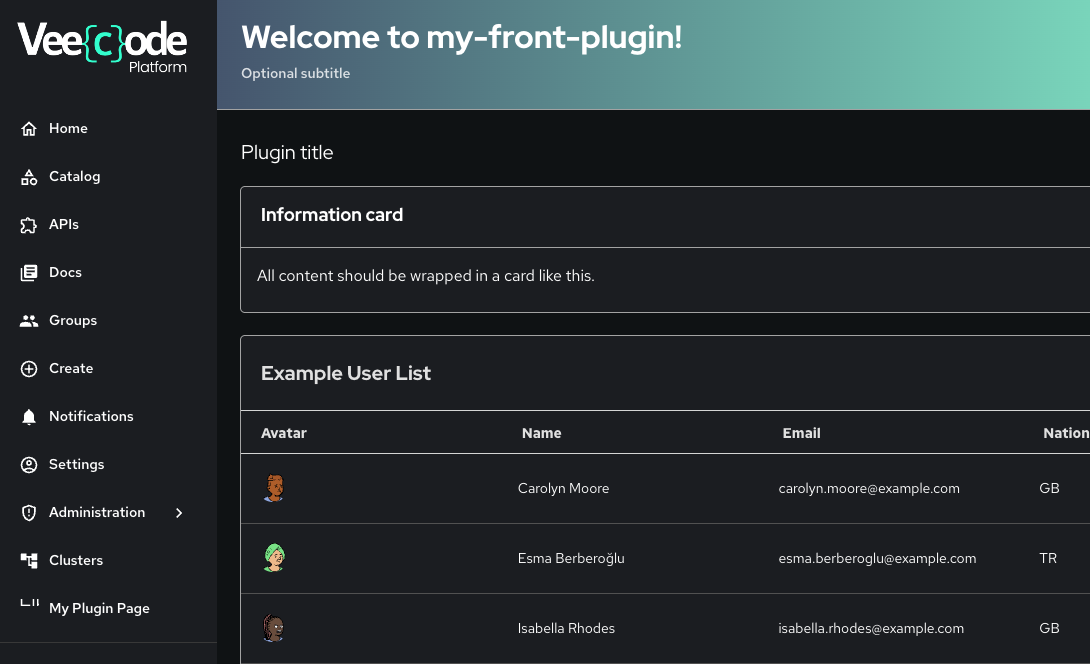 Vee{c}ode
Platform
Home
Catalog
APIs
Docs
Groups
Create
Notifications
Settings
Administration
Clusters
My Plugin Page
Welcome to my-front-plugin!
Optional subtitle
Plugin title
Information card
All content should be wrapped in a card like this.
Example User List
Avatar Name Email Nation
Carolyn Moore carolyn.moore@example.com GB
Esma Berberoğlu esma.berberoglu@example.com TR
Isabella Rhodes isabella.rhodes@example.com GB